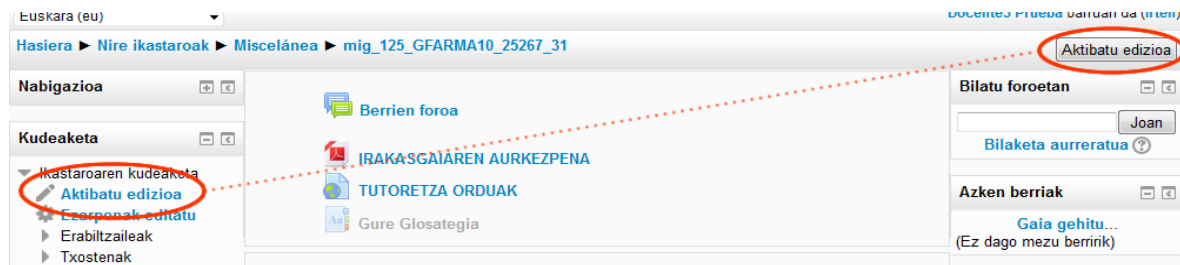 Euskara (eu)
Docente5 Prueba barruan da (Irten)
Hasiera ► Nire ikastaroak ► Miscelánea ► mig_125_GFARMA10_25267_31
Aktibatu edizioa
Nabigazioa
Kudeaketa
Ikastaroaren kudeaketa
Aktibatu edizioa
Ezarpenak editatu
Erabiltzaileak
Txostenak
Berrien foroa
IRAKASGAIAREN AURKEZPENA
TUTORETZA ORDUAK
Gure Glosategia
Bilatu foroetan
Joan
Bilaketa aurreratua
Azken berriak
Gaia gehitu...
(Ez dago mezu berririk)